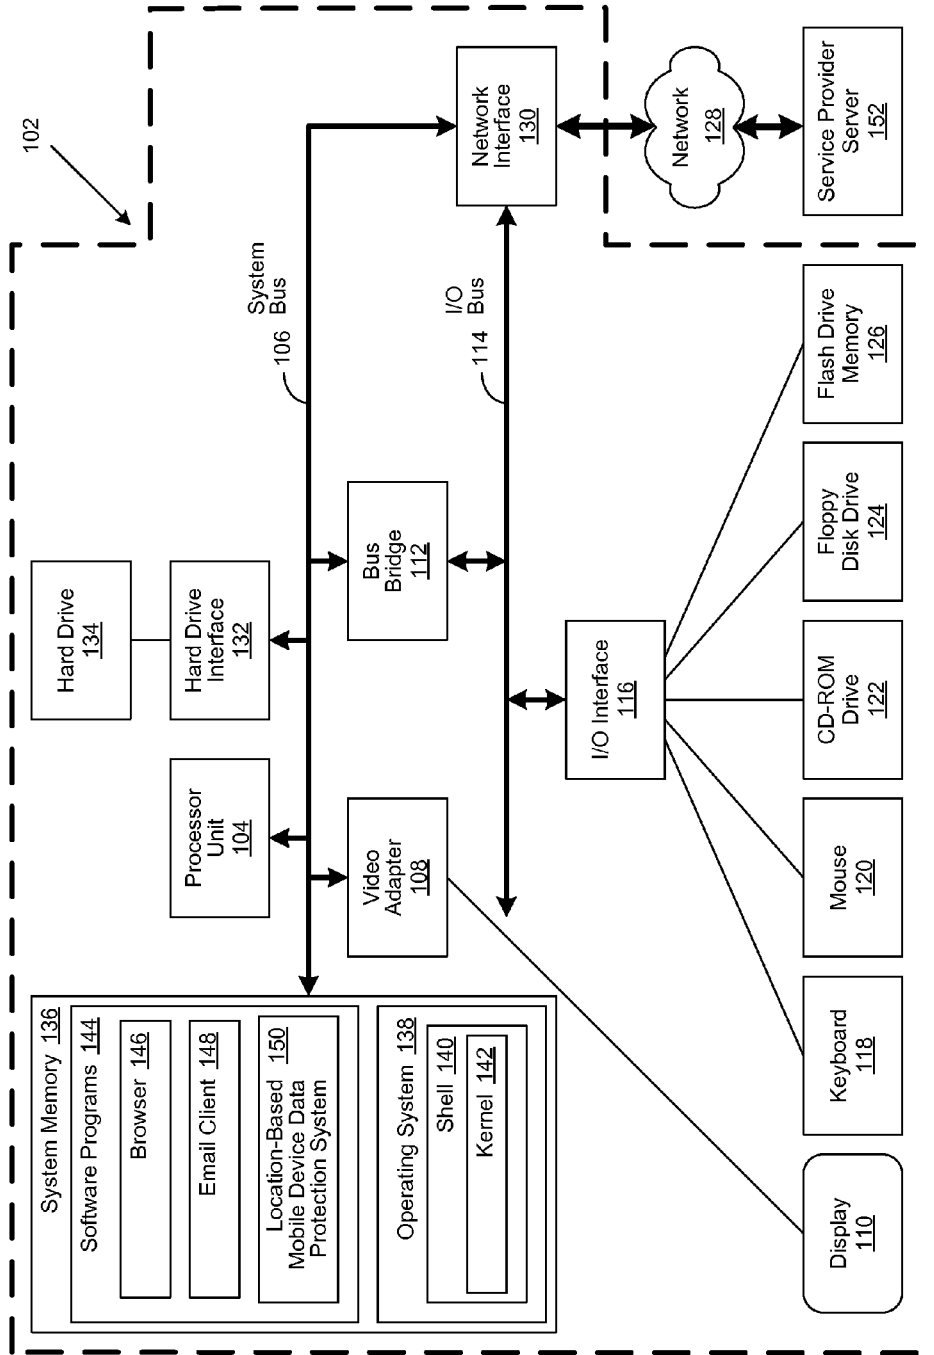 102
System Memory 136
Software Programs 144
Browser 146
Email Client 148
Location-Based 150
Mobile Device Data
Protection System
Operating System 138
Shell 140
Kernel 142
Processor
Unit
104
Video
Adapter
108
Hard Drive
134
Hard Drive
Interface
132
Bus
Bridge
112
106
System
Bus
114
I/O
Bus
Network
Interface
130
I/O Interface
116
Network
128
Display
110
Keyboard
118
Mouse
120
CD-ROM
Drive
122
Floppy
Disk Drive
124
Flash Drive
Memory
126
Service Provider
Server
152